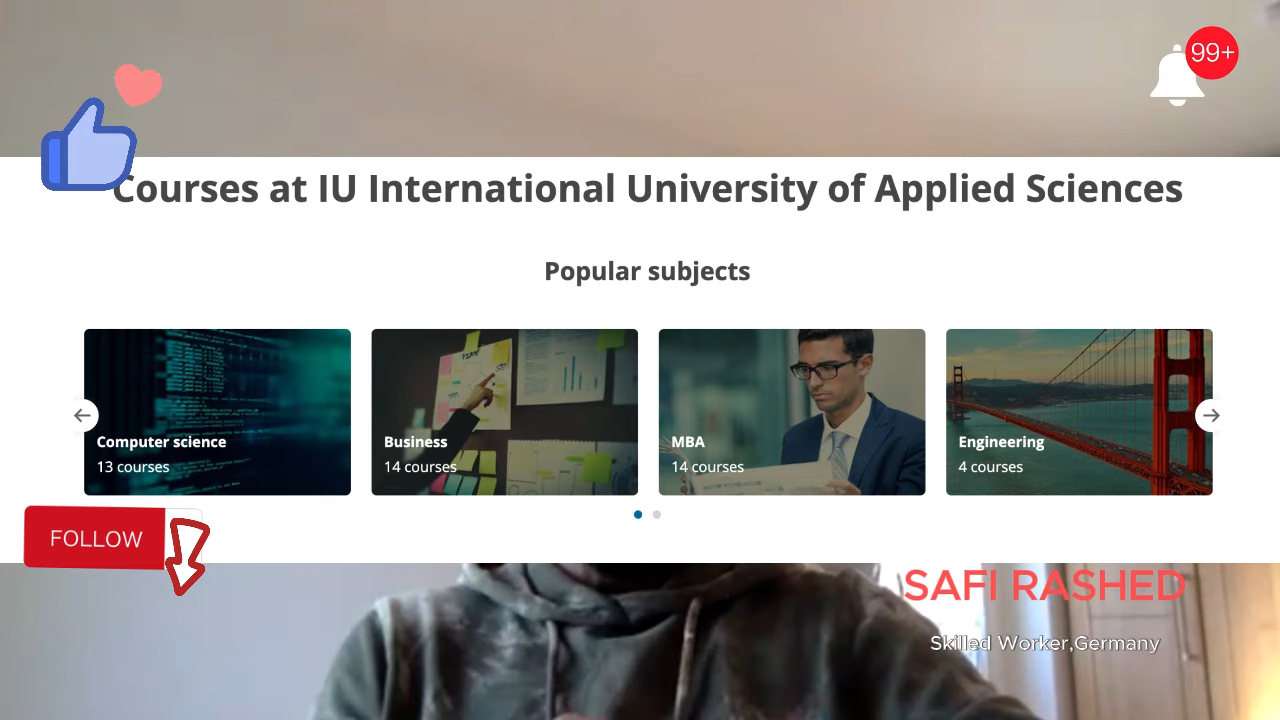 99+
Courses at IU International University of Applied Sciences
Popular subjects
Computer science
13 courses
Business
14 courses
MBA
14 courses
Engineering
4 courses
FOLLOW
SAFI RASHED
Skilled Worker,Germany